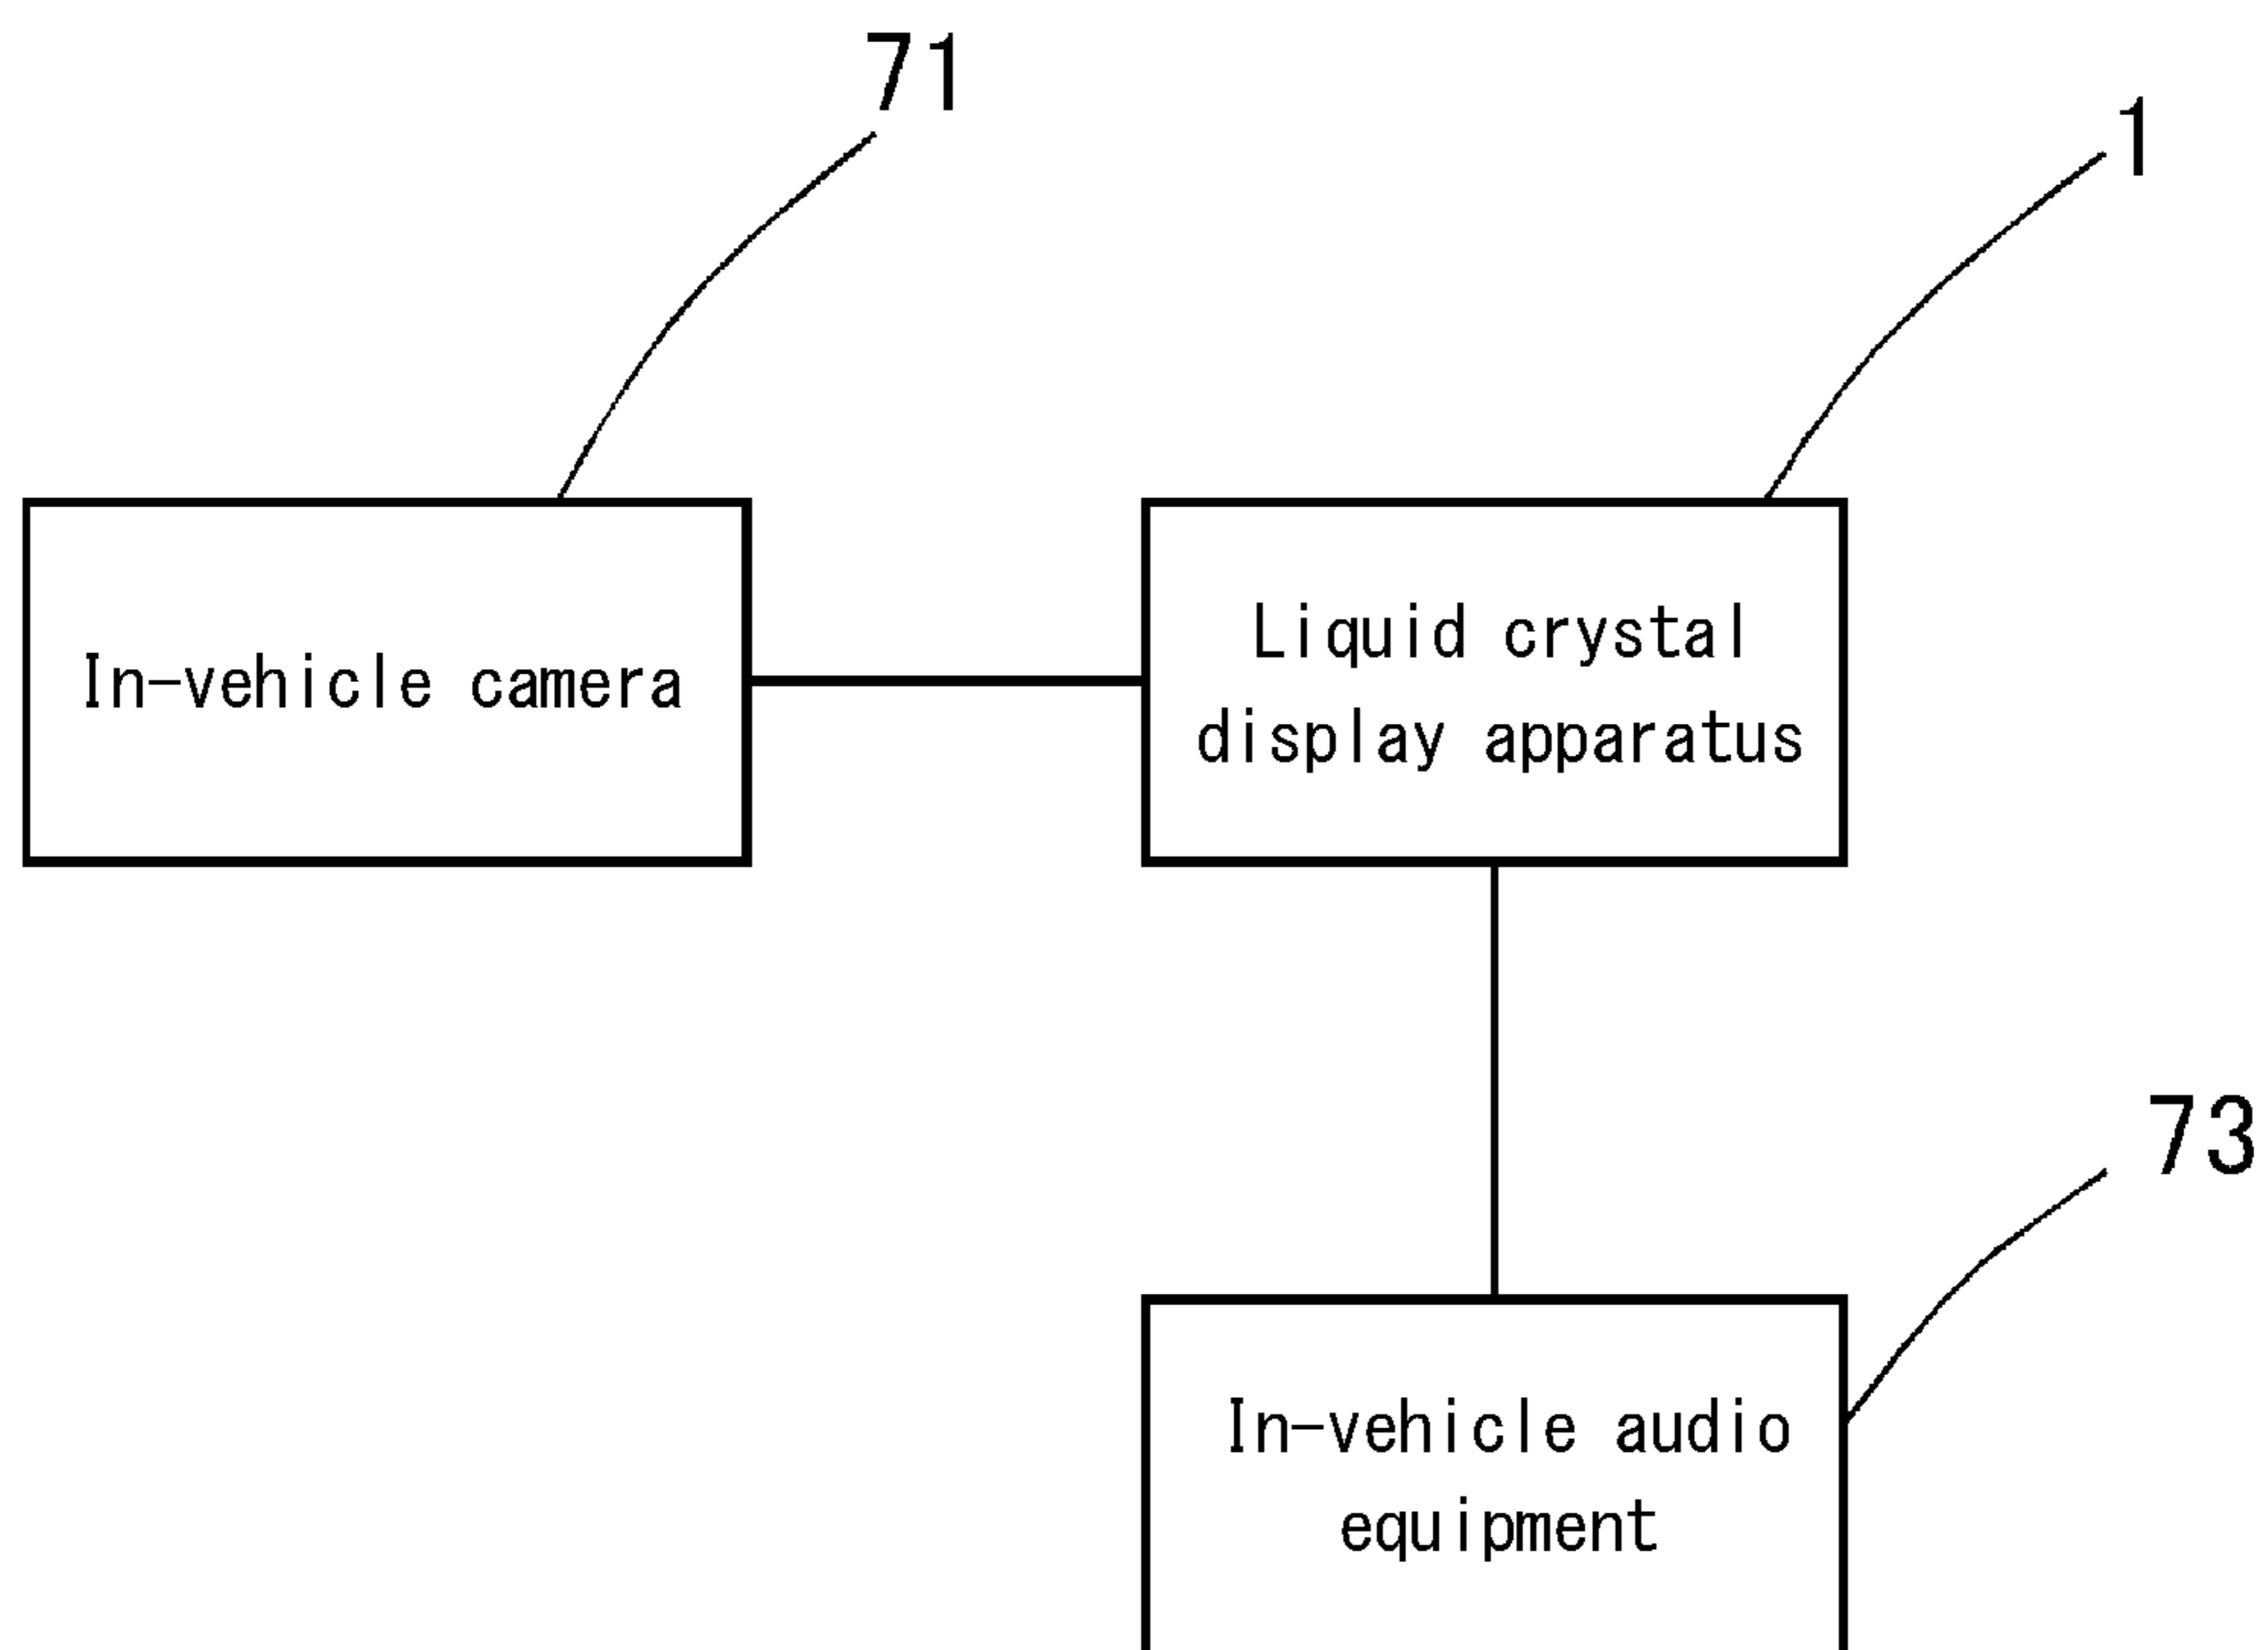 71
1
In-vehicle camera
Liquid crystal
display apparatus
73
In-vehicle audio
equipment